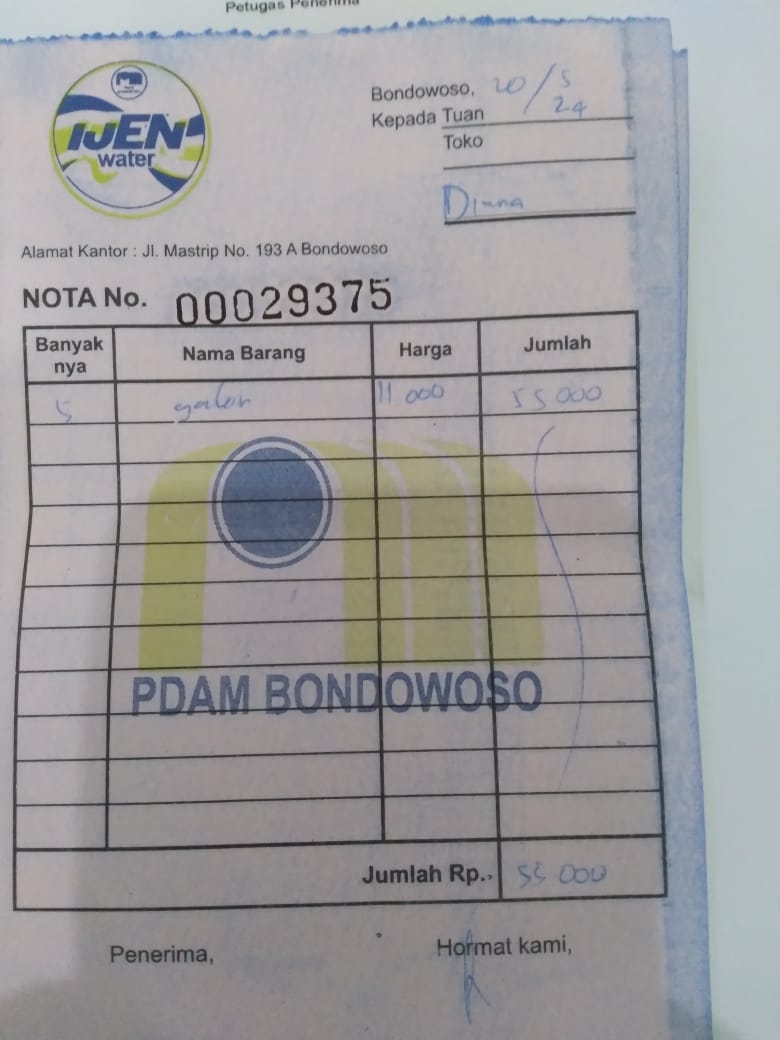 Petugas Penerima
IJEN
water
Bondowoso, 20/5 24
Kepada Tuan
Toko
Diana
Alamat Kantor : Jl. Mastrip No. 193 A Bondowoso
NOTA No. 00029375
Banyak nya Nama Barang Harga Jumlah
5 galon 11 000 55 000
PDAM BONDOWOSO
Jumlah Rp. 55 000
Penerima, Hormat kami,